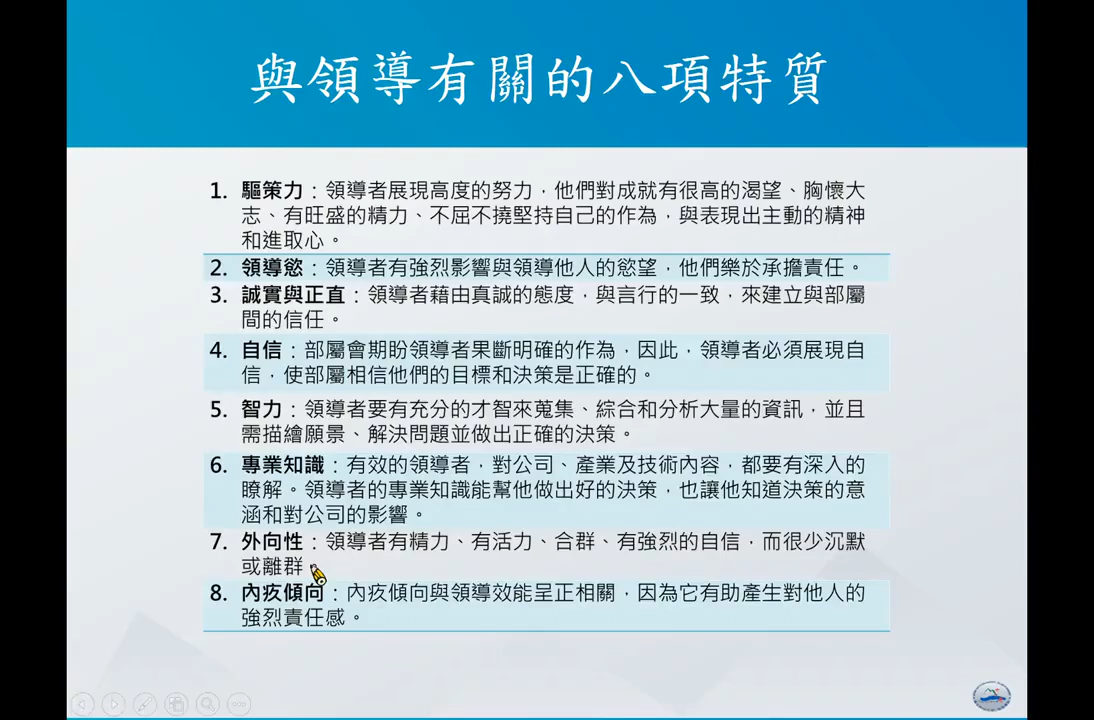 與領導有關的八項特質
1. 驅策力：領導者展現高度的努力，他們對成就有很高的渴望、胸懷大
志、有旺盛的精力、不屈不撓堅持自己的作為，與表現出主動的精神
和進取心。
2. 領導慾：領導者有強烈影響與領導他人的慾望，他們樂於承擔責任。
3. 誠實與正直：領導者藉由真誠的態度，與言行的一致，來建立與部屬
間的信任。
4. 自信：部屬會期盼領導者果斷明確的作為，因此，領導者必須展現自
信，使部屬相信他們的目標和決策是正確的。
5. 智力：領導者要有充分的才智來蒐集、綜合和分析大量的資訊，並且
需描繪願景、解決問題並做出正確的決策。
6. 專業知識：有效的領導者，對公司、產業及技術內容，都要有深入的
瞭解。領導者的專業知識能幫他做出好的決策，也讓他知道決策的意
涵和對公司的影響。
7. 外向性：領導者有精力、有活力、合群、有強烈的自信，而很少沉默
或離群
8. 內疚傾向：內疚傾向與領導效能呈正相關，因為它有助產生對他人的
強烈責任感。